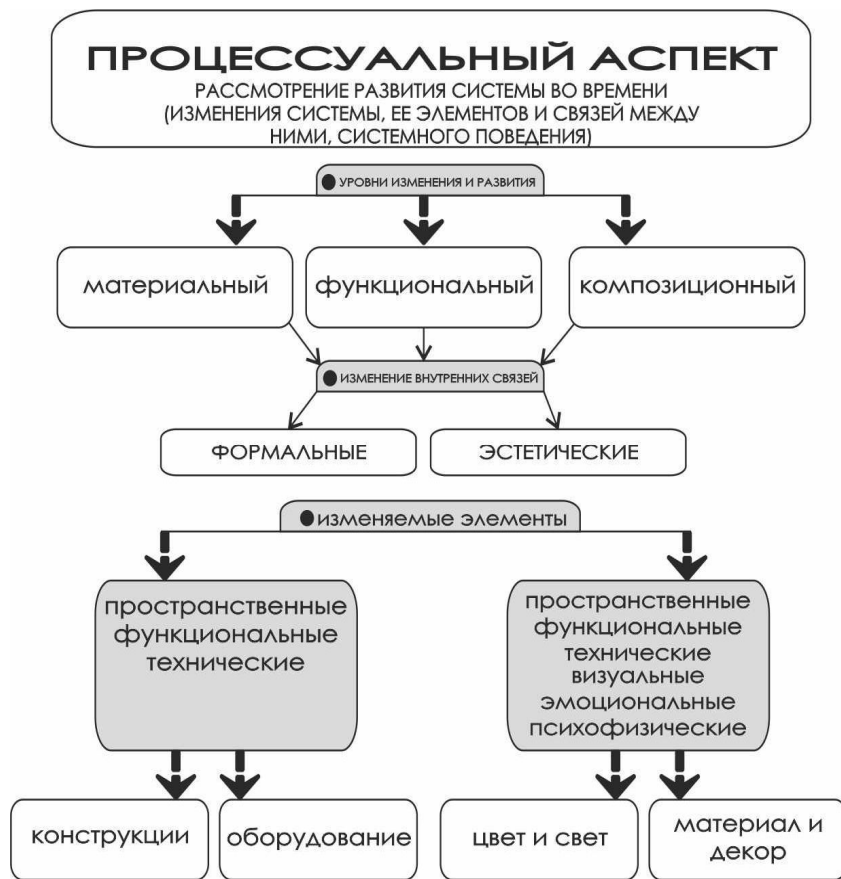 ПРОЦЕССУАЛЬНЫЙ АСПЕКТ
РАССМОТРЕНИЕ РАЗВИТИЯ СИСТЕМЫ ВО ВРЕМЕНИ
(ИЗМЕНЕНИЯ СИСТЕМЫ, ЕЕ ЭЛЕМЕНТОВ И СВЯЗЕЙ МЕЖДУ
НИМИ, СИСТЕМНОГО ПОВЕДЕНИЯ)
УРОВНИ ИЗМЕНЕНИЯ И РАЗВИТИЯ
материальный
функциональный
композиционный
ИЗМЕНЕНИЕ ВНУТРЕННИХ СВЯЗЕЙ
ФОРМАЛЬНЫЕ
ЭСТЕТИЧЕСКИЕ
изменяемые элементы
пространственные
функциональные
технические
пространственные
функциональные
технические
визуальные
эмоциональные
психофизические
конструкции
оборудование
цвет и свет
материал и
декор